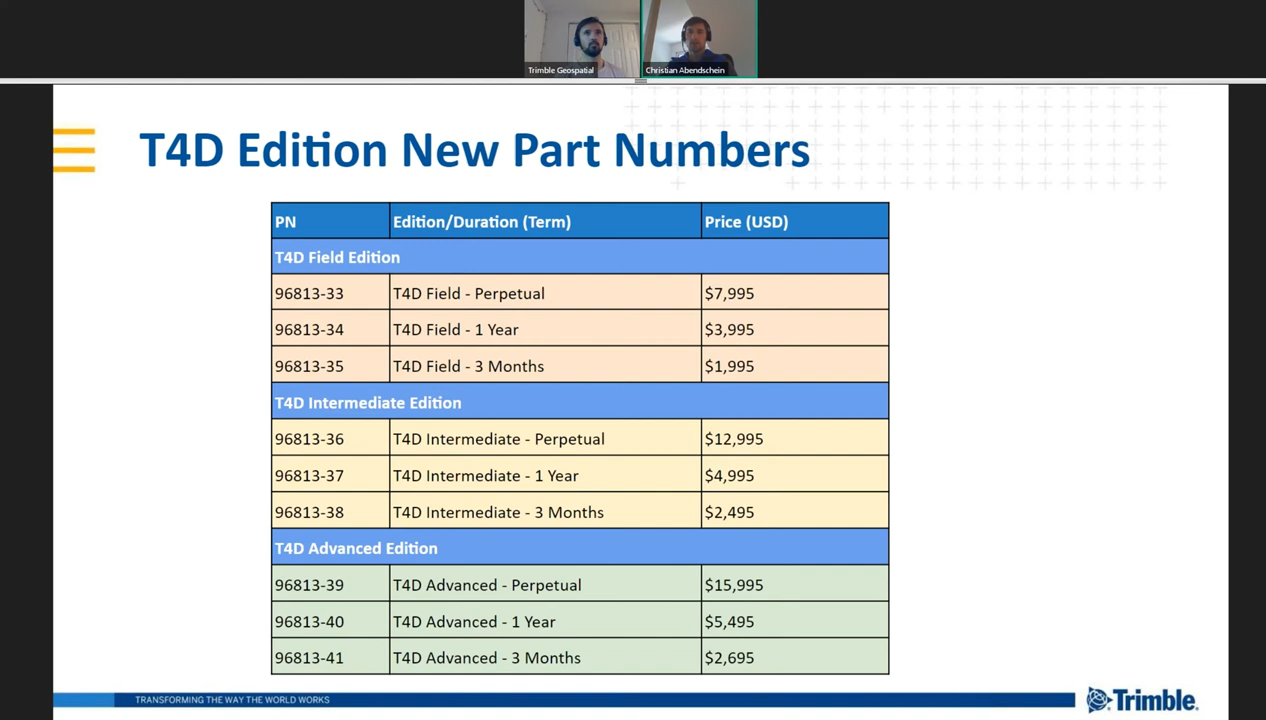 Trimble Geospatial
Christian Abendschein
T4D Edition New Part Numbers
PN Edition/Duration (Term) Price (USD)
T4D Field Edition
96813-33 T4D Field - Perpetual $7,995
96813-34 T4D Field - 1 Year $3,995
96813-35 T4D Field - 3 Months $1,995
T4D Intermediate Edition
96813-36 T4D Intermediate - Perpetual $12,995
96813-37 T4D Intermediate - 1 Year $4,995
96813-38 T4D Intermediate - 3 Months $2,495
T4D Advanced Edition
96813-39 T4D Advanced - Perpetual $15,995
96813-40 T4D Advanced - 1 Year $5,495
96813-41 T4D Advanced - 3 Months $2,695
TRANSFORMING THE WAY THE WORLD WORKS
Trimble.